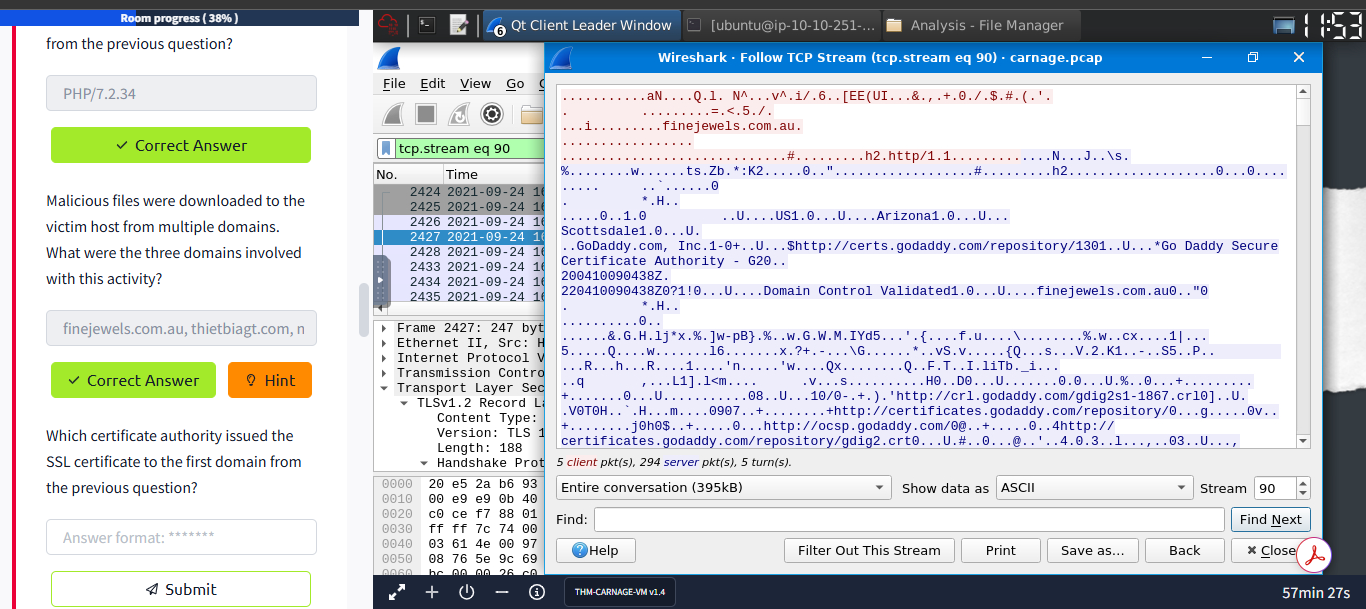 Room progress ( 38% )
from the previous question?
PHP/7.2.34
Correct Answer
Malicious files were downloaded to the
victim host from multiple domains.
What were the three domains involved
with this activity?
finejewels.com.au, thietbiagt.com, n
Correct Answer
Hint
Which certificate authority issued the
SSL certificate to the first domain from
the previous question?
Answer format: *******
Submit
6 Qt Client Leader Window
[ubuntu@ip-10-10-251-...
Analysis - File Manager
11:53
File Edit View Go
tcp.stream eq 90
No. Time
2424 2021-09-24 16
2425 2021-09-24 16
2426 2021-09-24 16
2427 2021-09-24 16
2428 2021-09-24 16
2433 2021-09-24 16
2434 2021-09-24 16
2435 2021-09-24 16
Frame 2427: 247 byt
Ethernet II, Src: H
Internet Protocol V
Transmission Contro
Transport Layer Sec
TLSv1.2 Record La
Content Type:
Version: TLS 1
Length: 188
Handshake Prot
0000 20 e5 2a b6 93
0010 00 e9 e9 0b 40
0020 c0 ce f7 88 01
0030 ff ff 7c 74 00
0040 03 61 4e 00 97
0050 08 76 5e 9c 69
0060 bc 00 00 26 c0
Wireshark · Follow TCP Stream (tcp.stream eq 90) · carnage.pcap
...........aN....Q.l. N^...v^.i/.6..[EE(UI...&.,.+.0./.$.#.(.'.
. .........=.<.5./.
...i.........finejewels.com.au.
.................
.............................#.........h2.http/1.1.............N...J..\s.
%........w......ts.Zb.*:K2.....0.."..................#.........h2...................0...0....
..... ..`......0
. *.H..
.....0..1.0 ..U....US1.0...U....Arizona1.0...U...
Scottsdale1.0...U.
..GoDaddy.com, Inc.1-0+..U...$http://certs.godaddy.com/repository/1301..U...*Go Daddy Secure
Certificate Authority - G20..
200410090438Z.
220410090438Z0?1!0...U....Domain Control Validated1.0...U....finejewels.com.au0.."0
. *.H..
..........0..
......&.G.H.lj*x.%.]w-pB}.%..w.G.W.M.IYd5...'.{....f.u....\........%.w..cx....1|...
5.....Q....w.......l6.......x.?+.-...\G......*..vS.v.....{Q...s...V.2.K1..-..S5..P..
...R...h...R....1....'n.....'w....Qx........Q..F.T..I.liTb._i...
..q ,...L1].l<m.... .v...s..........H0..D0...U.......0.0...U.%..0...+.........
+.......0...U...........08..U...10/0-.+.).'http://crl.godaddy.com/gdig2s1-1867.crl0]..U.
.V0T0H..`.H...m....0907..+........+http://certificates.godaddy.com/repository/0...g.....0v..
+........j0h0$..+.....0...http://ocsp.godaddy.com/0@..+.....0..4http://
certificates.godaddy.com/repository/gdig2.crt0...U.#..0...@..'..4.0.3..l...,..03..U...,
5 client pkt(s), 294 server pkt(s), 5 turn(s).
Entire conversation (395kB)
Show data as ASCII
Stream 90
Find:
Find Next
Help
Filter Out This Stream
Print
Save as...
Back
Close
THM-CARNAGE-VM v1.4
57min 27s